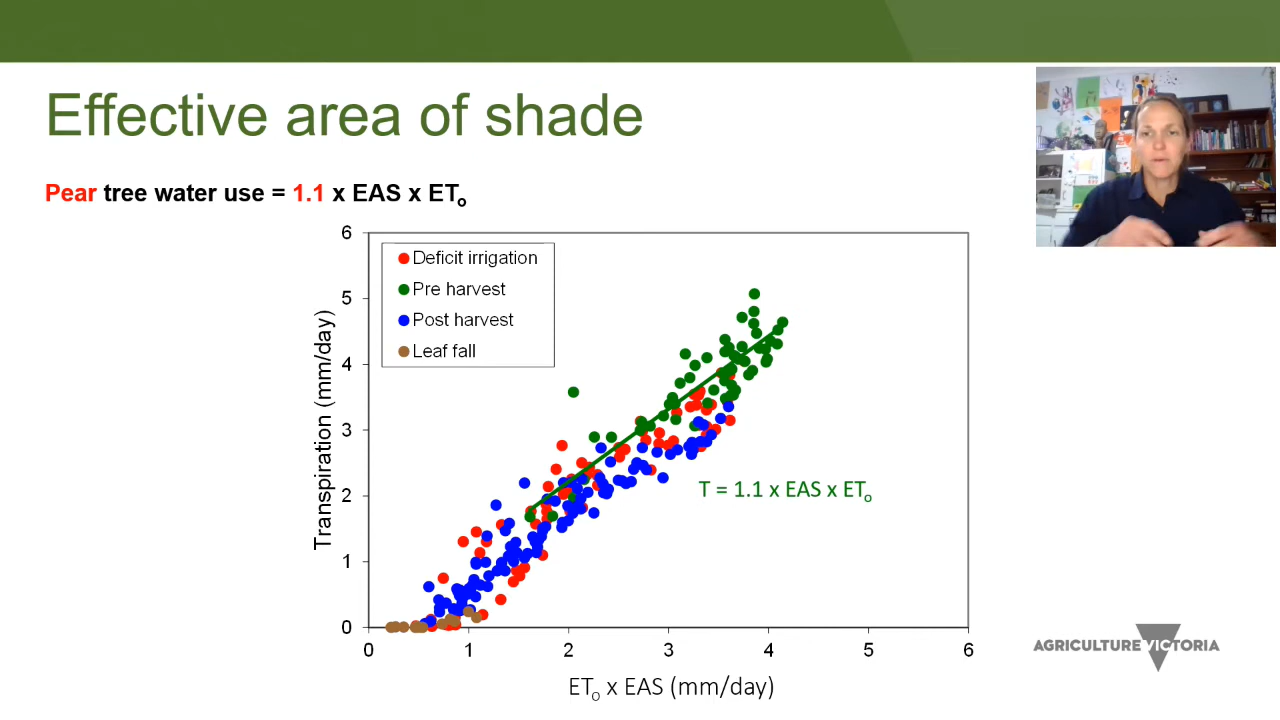 Effective area of shade
Pear tree water use = 1.1 x EAS x ETo
6
5
4
3
2
1
0
Transpiration (mm/day)
Deficit irrigation
Pre harvest
Post harvest
Leaf fall
T = 1.1 x EAS x ETo
0 1 2 3 4 5 6
ETo x EAS (mm/day)
AGRICULTURE VICTORIA